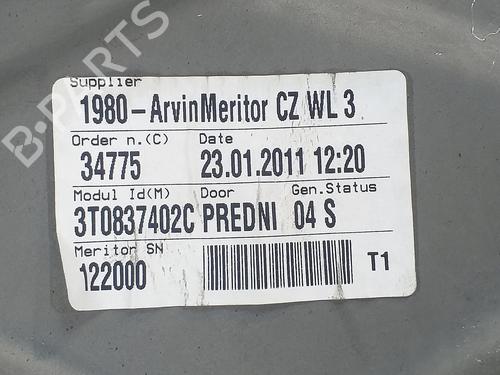 B-PARTS
Supplier
1980-ArvinMeritor CZ WL 3
Order n.(C) Date
34775 23.01.2011 12:20
Modul Id(M) Door Gen.Status
3T0837402C PREDNI 04 S
Meritor SN
122000 T1